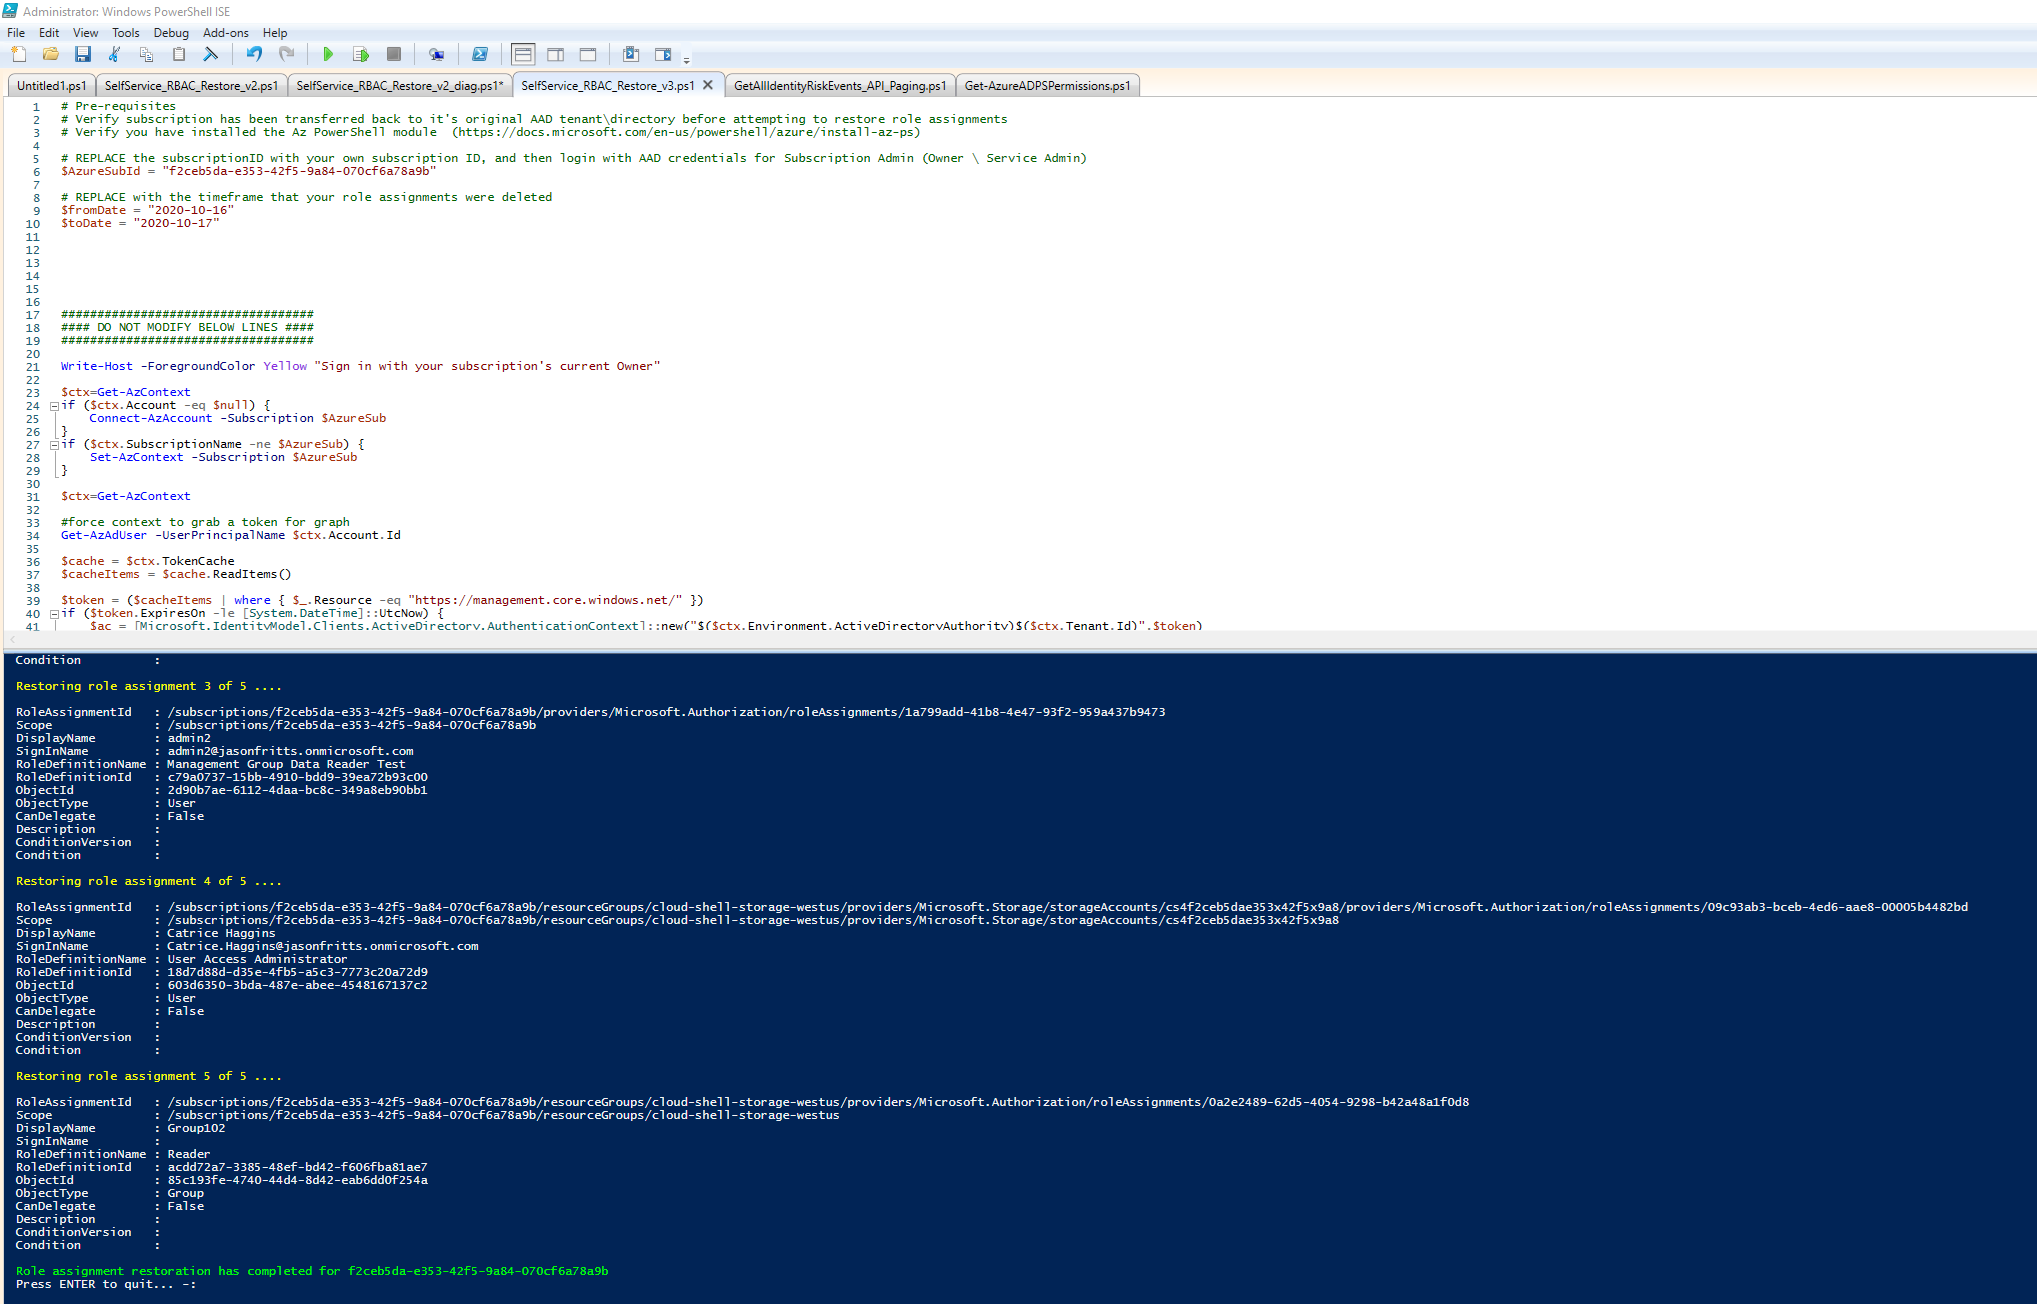 Administrator: Windows PowerShell ISE
File Edit View Tools Debug Add-ons Help
Untitled1.ps1 SelfService_RBAC_Restore_v2.ps1 SelfService_RBAC_Restore_v2_diag.ps1* SelfService_RBAC_Restore_v3.ps1 GetAllIdentityRiskEvents_API_Paging.ps1 Get-AzureADPSPermissions.ps1
1 # Pre-requisites
2 # Verify subscription has been transferred back to it's original AAD tenant\directory before attempting to restore role assignments
3 # Verify you have installed the Az PowerShell module  (https://docs.microsoft.com/en-us/powershell/azure/install-az-ps)
4
5 # REPLACE the subscriptionID with your own subscription ID, and then login with AAD credentials for Subscription Admin (Owner \ Service Admin)
6 $AzureSubId = "f2ceb5da-e353-42f5-9a84-070cf6a78a9b"
7
8 # REPLACE with the timeframe that your role assignments were deleted
9 $fromDate = "2020-10-16"
10 $toDate = "2020-10-17"
11
12
13
14
15
16
17 ###################################
18 #### DO NOT MODIFY BELOW LINES ####
19 ###################################
20
21 Write-Host -ForegroundColor Yellow "Sign in with your subscription's current Owner"
22
23 $ctx=Get-AzContext
24 if ($ctx.Account -eq $null) {
25     Connect-AzAccount -Subscription $AzureSub
26 }
27 if ($ctx.SubscriptionName -ne $AzureSub) {
28     Set-AzContext -Subscription $AzureSub
29 }
30
31 $ctx=Get-AzContext
32
33 #force context to grab a token for graph
34 Get-AzAdUser -UserPrincipalName $ctx.Account.Id
35
36 $cache = $ctx.TokenCache
37 $cacheItems = $cache.ReadItems()
38
39 $token = ($cacheItems | where { $_.Resource -eq "https://management.core.windows.net/" })
40 if ($token.ExpiresOn -le [System.DateTime]::UtcNow) {
41     $ac = [Microsoft.IdentityModel.Clients.ActiveDirectory.AuthenticationContext]::new("$($ctx.Environment.ActiveDirectoryAuthority)$($ctx.Tenant.Id)",$token)
Condition          :
Restoring role assignment 3 of 5 ....
RoleAssignmentId   : /subscriptions/f2ceb5da-e353-42f5-9a84-070cf6a78a9b/providers/Microsoft.Authorization/roleAssignments/1a799add-41b8-4e47-93f2-959a437b9473
Scope              : /subscriptions/f2ceb5da-e353-42f5-9a84-070cf6a78a9b
DisplayName        : admin2
SignInName         : admin2@jasonfritts.onmicrosoft.com
RoleDefinitionName : Management Group Data Reader Test
RoleDefinitionId   : c79a0737-15bb-4910-bdd9-39ea72b93c00
ObjectId           : 2d90b7ae-6112-4daa-bc8c-349a8eb90bb1
ObjectType         : User
CanDelegate        : False
Description        :
ConditionVersion   :
Condition          :
Restoring role assignment 4 of 5 ....
RoleAssignmentId   : /subscriptions/f2ceb5da-e353-42f5-9a84-070cf6a78a9b/resourceGroups/cloud-shell-storage-westus/providers/Microsoft.Storage/storageAccounts/cs4f2ceb5dae353x42f5x9a8/providers/Microsoft.Authorization/roleAssignments/09c93ab3-bceb-4ed6-aae8-00005b4482bd
Scope              : /subscriptions/f2ceb5da-e353-42f5-9a84-070cf6a78a9b/resourceGroups/cloud-shell-storage-westus/providers/Microsoft.Storage/storageAccounts/cs4f2ceb5dae353x42f5x9a8
DisplayName        : Catrice Haggins
SignInName         : Catrice.Haggins@jasonfritts.onmicrosoft.com
RoleDefinitionName : User Access Administrator
RoleDefinitionId   : 18d7d88d-d35e-4fb5-a5c3-7773c20a72d9
ObjectId           : 603d6350-3bda-487e-abee-4548167137c2
ObjectType         : User
CanDelegate        : False
Description        :
ConditionVersion   :
Condition          :
Restoring role assignment 5 of 5 ....
RoleAssignmentId   : /subscriptions/f2ceb5da-e353-42f5-9a84-070cf6a78a9b/resourceGroups/cloud-shell-storage-westus/providers/Microsoft.Authorization/roleAssignments/0a2e2489-62d5-4054-9298-b42a48a1f0d8
Scope              : /subscriptions/f2ceb5da-e353-42f5-9a84-070cf6a78a9b/resourceGroups/cloud-shell-storage-westus
DisplayName        : Group102
SignInName         :
RoleDefinitionName : Reader
RoleDefinitionId   : acdd72a7-3385-48ef-bd42-f606fba81ae7
ObjectId           : 85c193fe-4740-44d4-8d42-eab6dd0f254a
ObjectType         : Group
CanDelegate        : False
Description        :
ConditionVersion   :
Condition          :
Role assignment restoration has completed for f2ceb5da-e353-42f5-9a84-070cf6a78a9b
Press ENTER to quit... -: